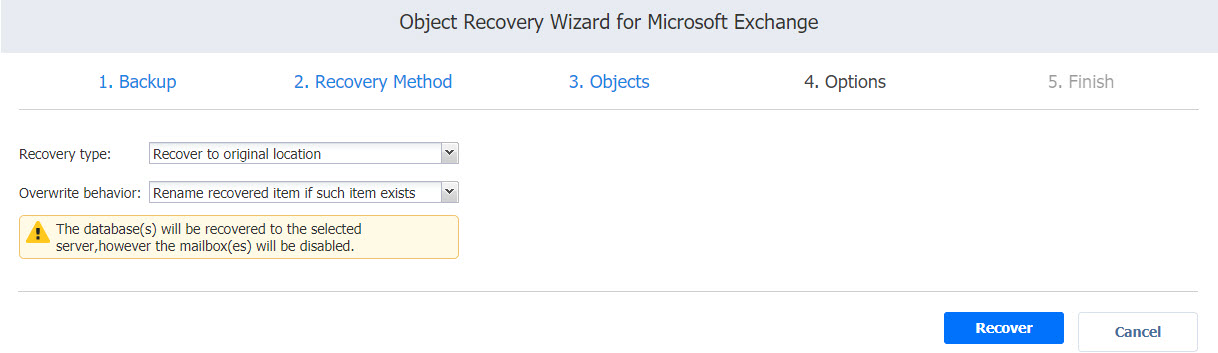 Object Recovery Wizard for Microsoft Exchange
1. Backup 2. Recovery Method 3. Objects 4. Options 5. Finish
Recovery type: Recover to original location
Overwrite behavior: Rename recovered item if such item exists
The database(s) will be recovered to the selected
server,however the mailbox(es) will be disabled.
Recover Cancel